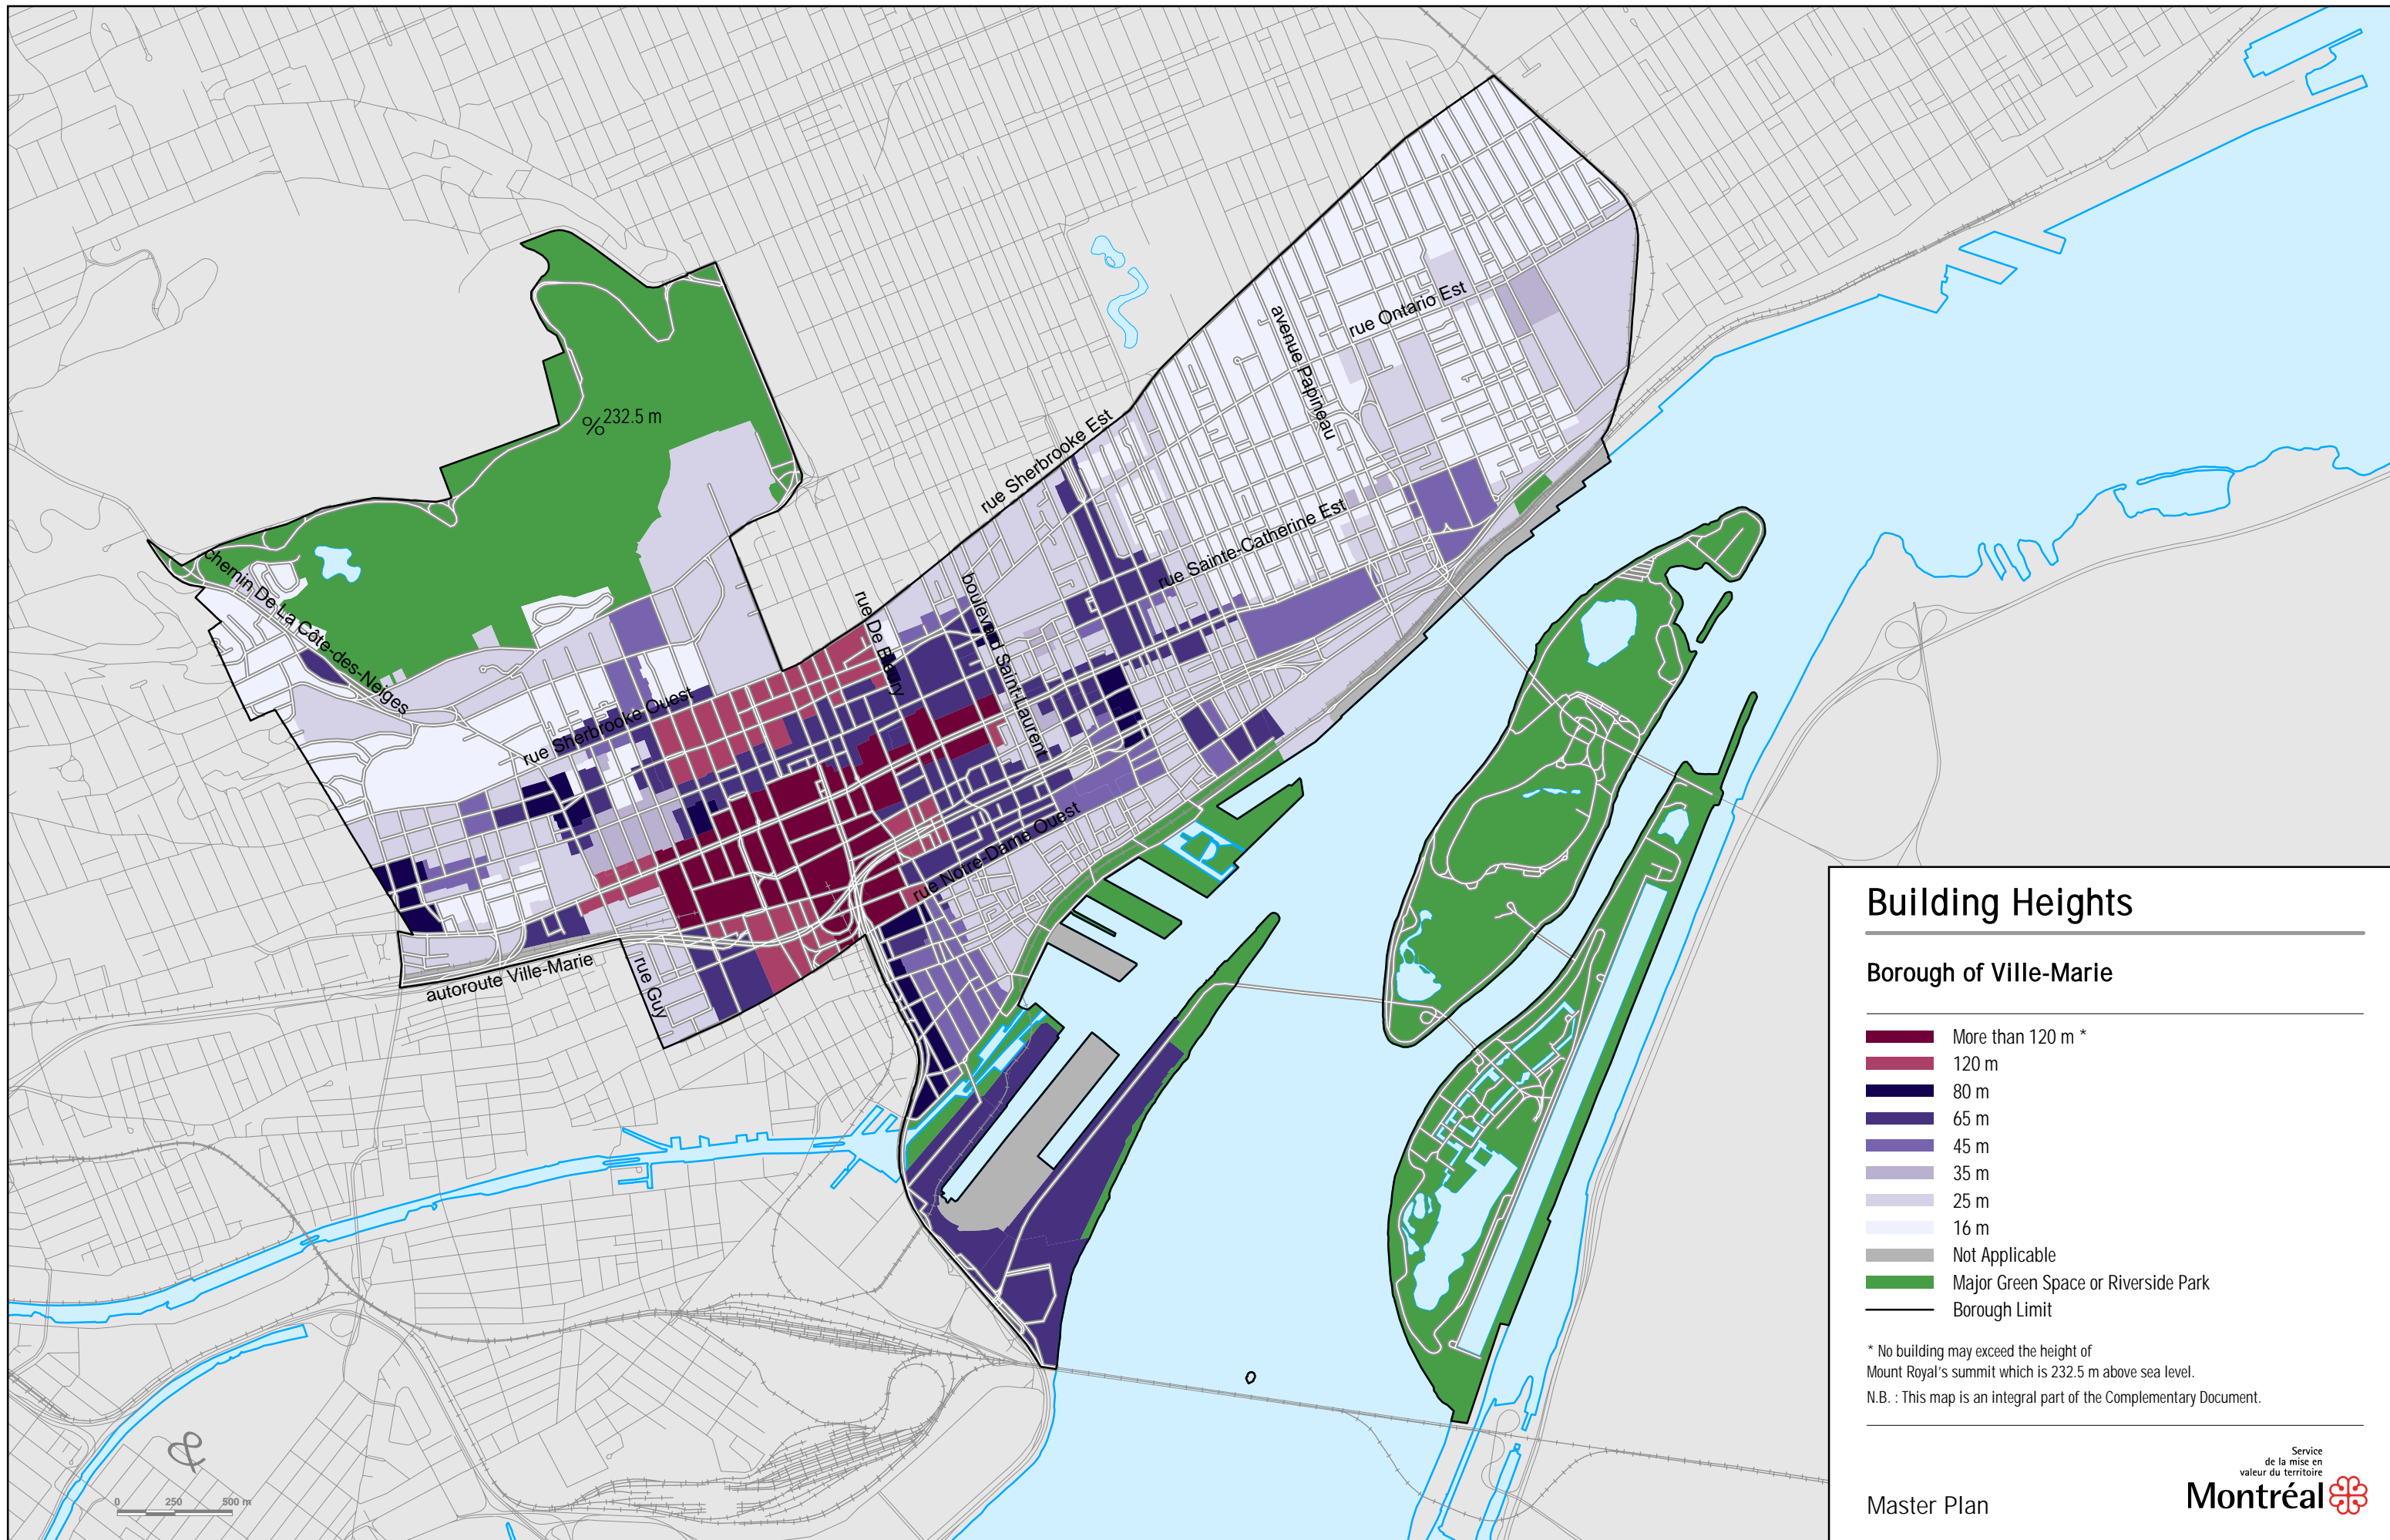 232.5 m
chemin De La Côte-des-Neiges
rue Sherbrooke Est
avenue Papineau
rue Ontario Est
rue Sainte-Catherine Est
boulevard Saint-Laurent
rue De Bleury
rue Sherbrooke Ouest
rue Notre-Dame Ouest
autoroute Ville-Marie
rue Guy
0 250 500 m
Building Heights
Borough of Ville-Marie
More than 120 m *
120 m
80 m
65 m
45 m
35 m
25 m
16 m
Not Applicable
Major Green Space or Riverside Park
Borough Limit
* No building may exceed the height of
Mount Royal's summit which is 232.5 m above sea level.
N.B. : This map is an integral part of the Complementary Document.
Service
de la mise en
valeur du territoire
Master Plan
Montréal